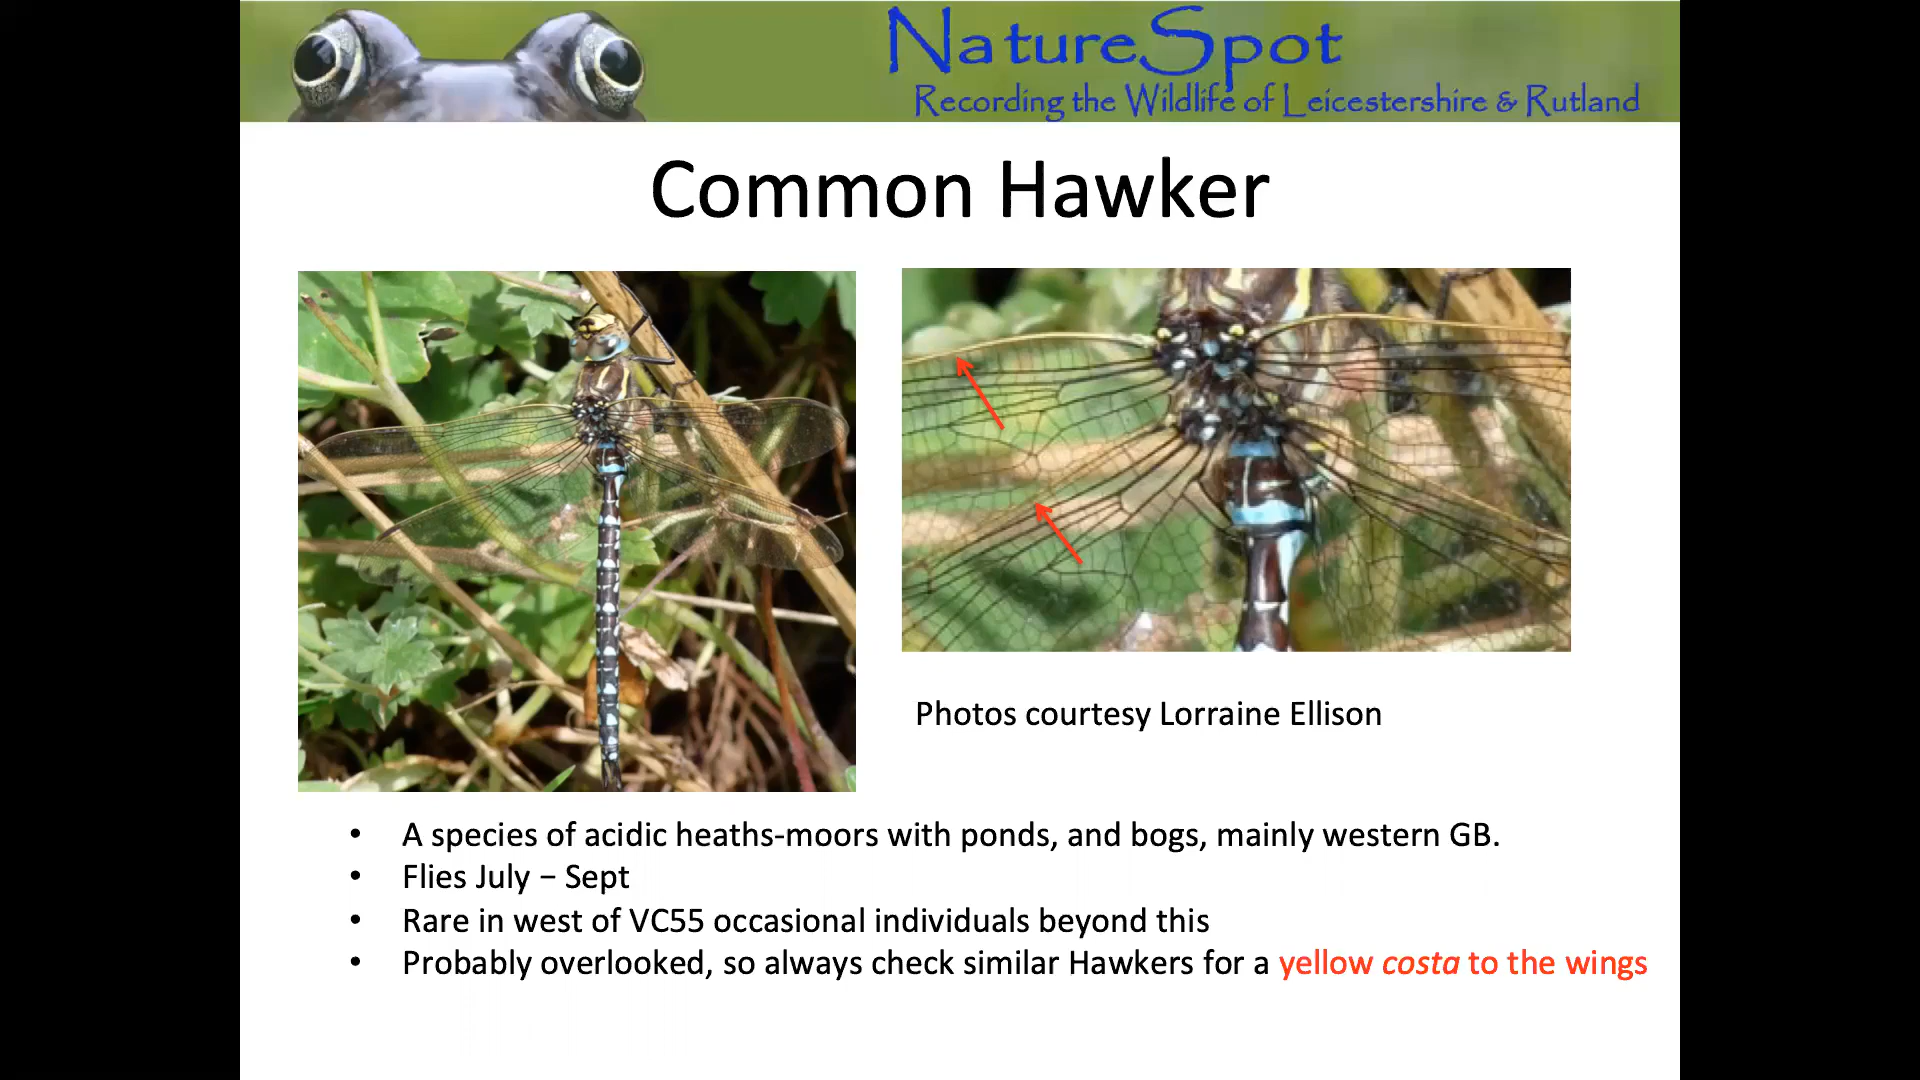 NatureSpot
Recording the Wildlife of Leicestershire & Rutland
Common Hawker
Photos courtesy Lorraine Ellison
• A species of acidic heaths-moors with ponds, and bogs, mainly western GB.
• Flies July – Sept
• Rare in west of VC55 occasional individuals beyond this
• Probably overlooked, so always check similar Hawkers for a yellow costa to the wings